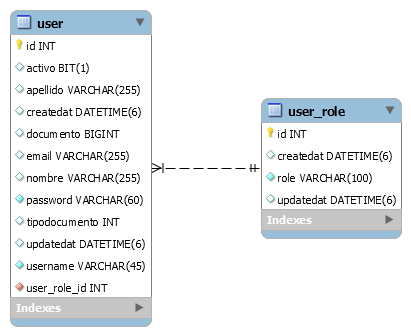 user
id INT
activo BIT(1)
apellido VARCHAR(255)
createdat DATETIME(6)
documento BIGINT
email VARCHAR(255)
nombre VARCHAR(255)
password VARCHAR(60)
tipodocumento INT
updatedat DATETIME(6)
username VARCHAR(45)
user_role_id INT
Indexes
user_role
id INT
createdat DATETIME(6)
role VARCHAR(100)
updatedat DATETIME(6)
Indexes